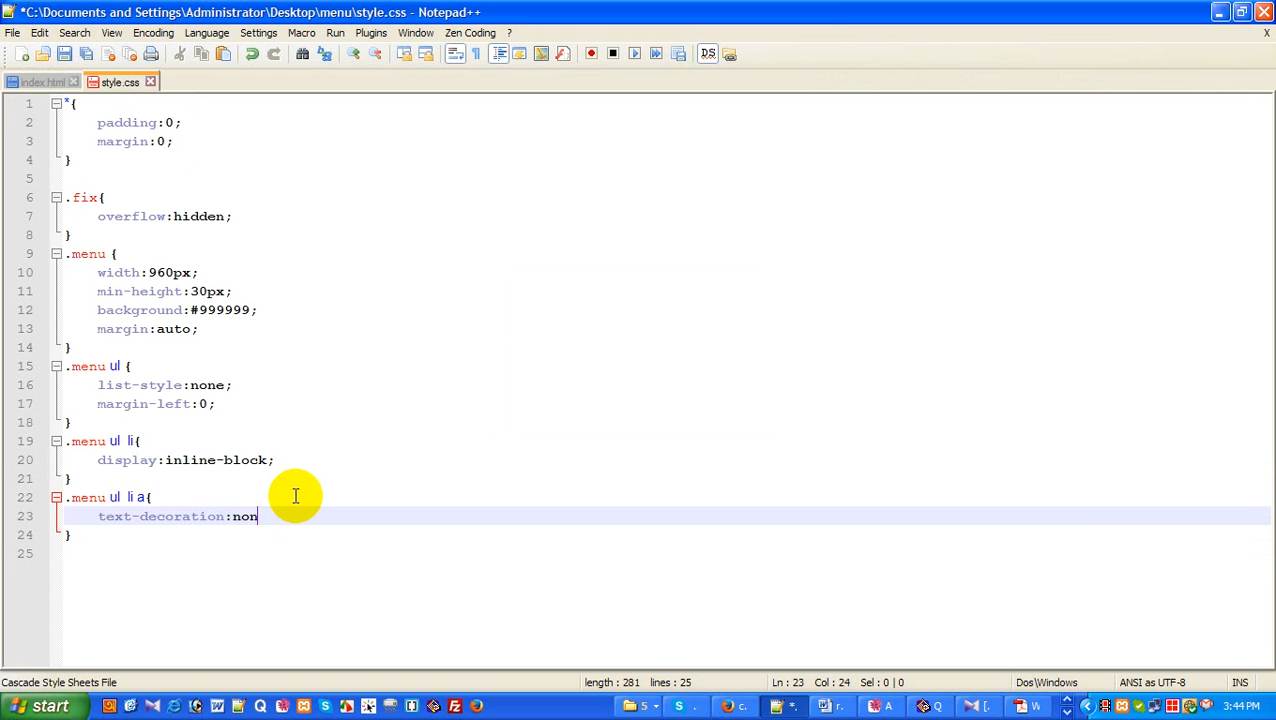 *C:\Documents and Settings\Administrator\Desktop\menu\style.css - Notepad++
File Edit Search View Encoding Language Settings Macro Run Plugins Window Zen Coding ? X
index.html style.css
1 *{
2 padding:0;
3 margin:0;
4 }
5
6 .fix{
7 overflow:hidden;
8 }
9 .menu {
10 width:960px;
11 min-height:30px;
12 background:#999999;
13 margin:auto;
14 }
15 .menu ul {
16 list-style:none;
17 margin-left:0;
18 }
19 .menu ul li{
20 display:inline-block;
21 }
22 .menu ul li a{
23 text-decoration:non
24 }
25
Cascade Style Sheets File length : 281 lines : 25 Ln : 23 Col : 24 Sel : 0 | 0 Dos\Windows ANSI as UTF-8 INS
start 5 S . c. *. r. A Q [. W 3:44 PM